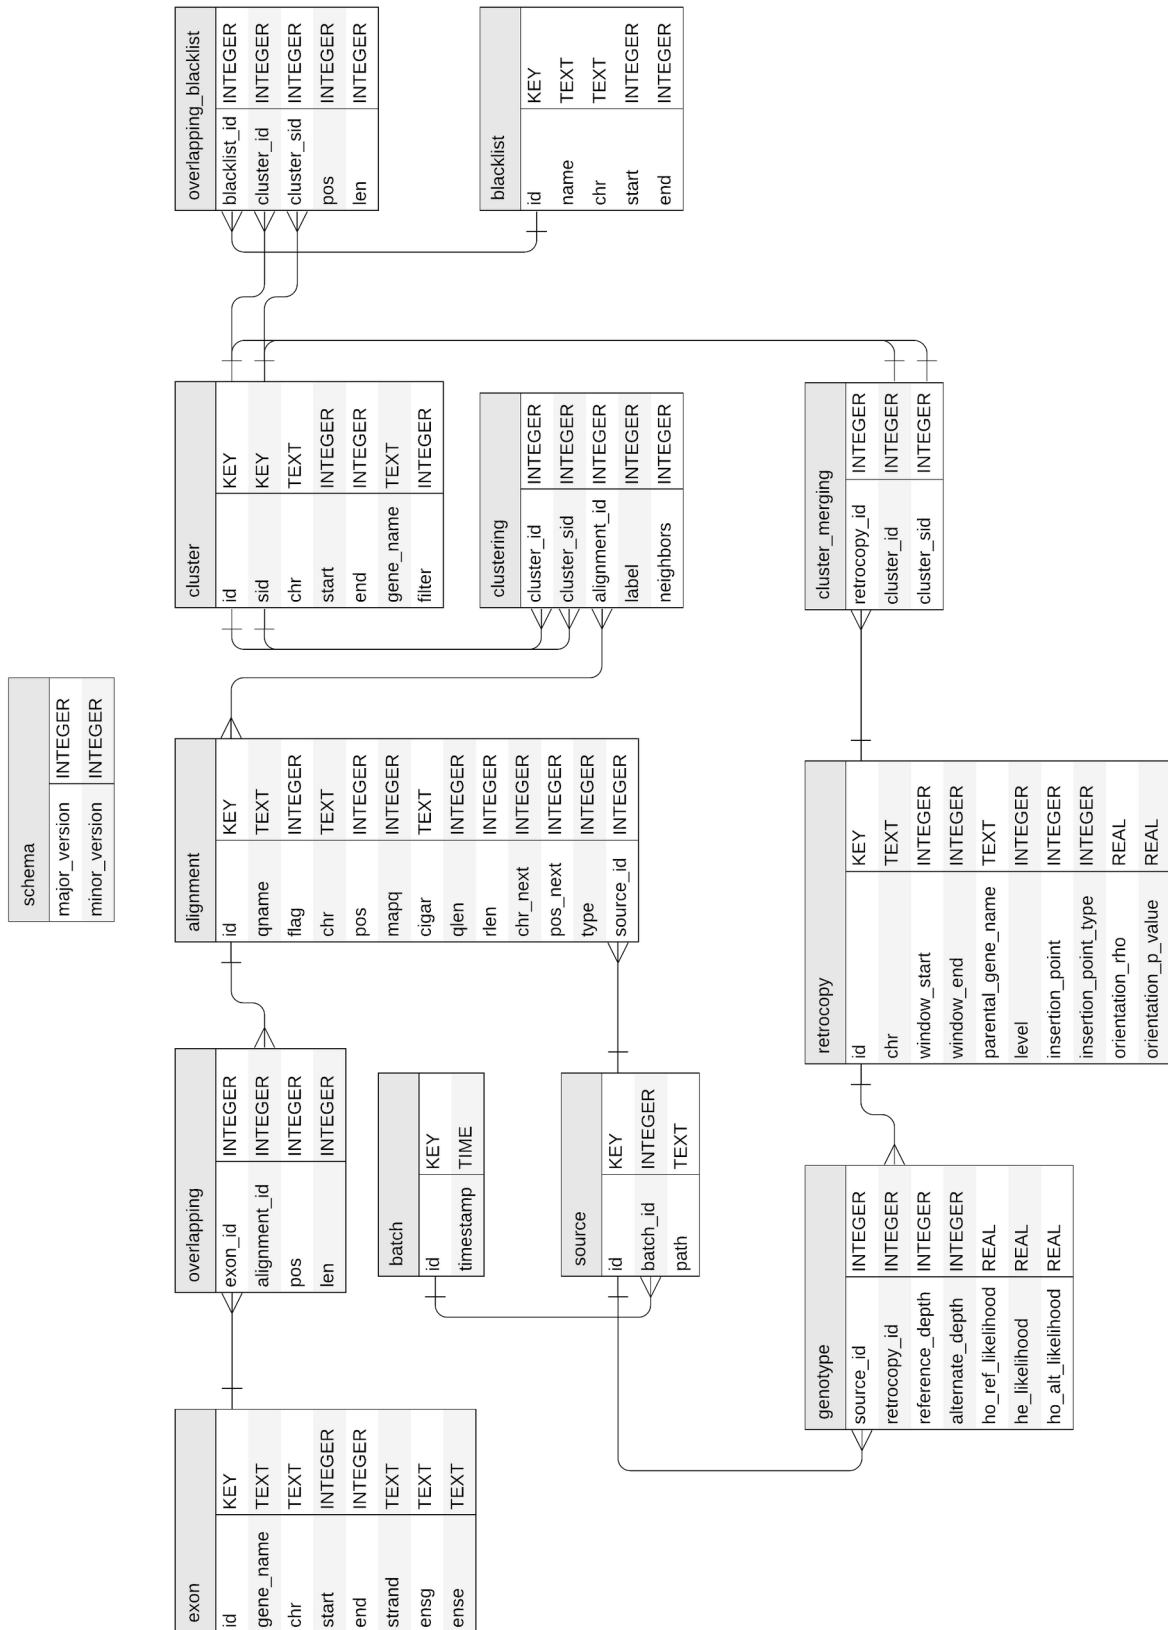 schema
major_version INTEGER
minor_version INTEGER
exon
id KEY
gene_name TEXT
chr TEXT
start INTEGER
end INTEGER
strand TEXT
ensg TEXT
ense TEXT
overlapping
exon_id INTEGER
alignment_id INTEGER
pos INTEGER
len INTEGER
alignment
id KEY
qname TEXT
flag INTEGER
chr TEXT
pos INTEGER
mapq INTEGER
cigar TEXT
qlen INTEGER
rlen INTEGER
chr_next INTEGER
pos_next INTEGER
type INTEGER
source_id INTEGER
cluster
id KEY
sid KEY
chr TEXT
start INTEGER
end INTEGER
gene_name TEXT
filter INTEGER
overlapping_blacklist
blacklist_id INTEGER
cluster_id INTEGER
cluster_sid INTEGER
pos INTEGER
len INTEGER
batch
id KEY
timestamp TIME
source
id KEY
batch_id INTEGER
path TEXT
clustering
cluster_id INTEGER
cluster_sid INTEGER
alignment_id INTEGER
label INTEGER
neighbors INTEGER
blacklist
id KEY
name TEXT
chr TEXT
start INTEGER
end INTEGER
genotype
source_id INTEGER
retrocopy_id INTEGER
reference_depth INTEGER
alternate_depth INTEGER
ho_ref_likelihood REAL
he_likelihood REAL
ho_alt_likelihood REAL
retrocopy
id KEY
chr TEXT
window_start INTEGER
window_end INTEGER
parental_gene_name TEXT
level INTEGER
insertion_point INTEGER
insertion_point_type INTEGER
orientation_rho REAL
orientation_p_value REAL
cluster_merging
retrocopy_id INTEGER
cluster_id INTEGER
cluster_sid INTEGER